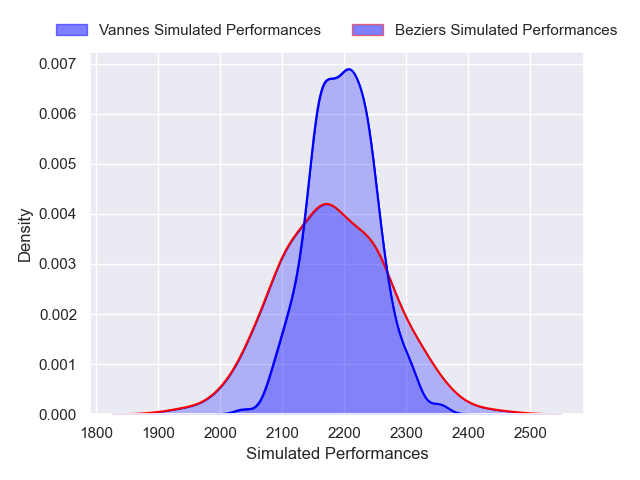 Vannes Simulated Performances Beziers Simulated Performances
0.007
0.006
0.005
0.004
0.003
0.002
0.001
0.000
Density
1800 1900 2000 2100 2200 2300 2400 2500
Simulated Performances